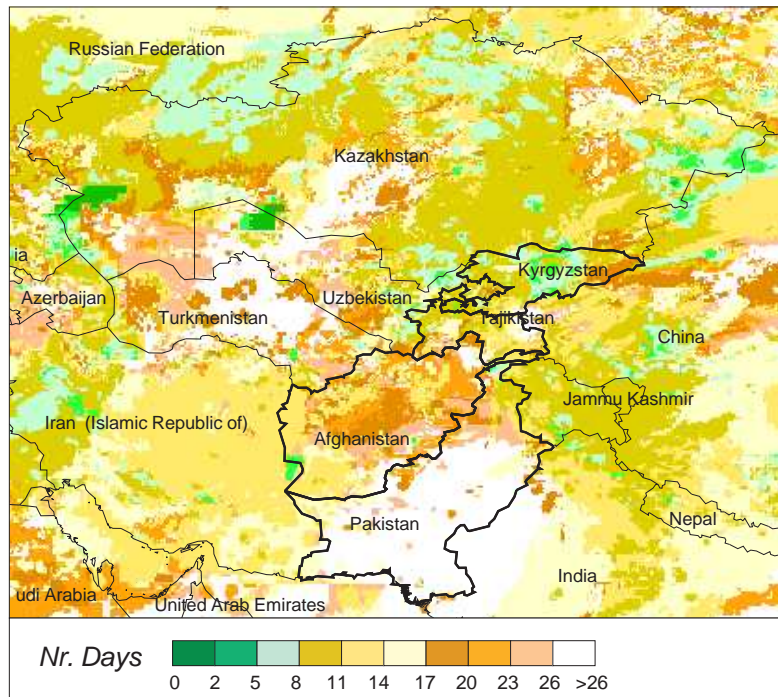 Russian Federation
Kazakhstan
ia
Kyrgyzstan
Azerbaijan
Uzbekistan
Turkmenistan
Tajikistan
China
Jammu Kashmir
Iran (Islamic Republic of)
Afghanistan
Pakistan
Nepal
India
udi Arabia
United Arab Emirates
Nr. Days
0 2 5 8 11 14 17 20 23 26 >26